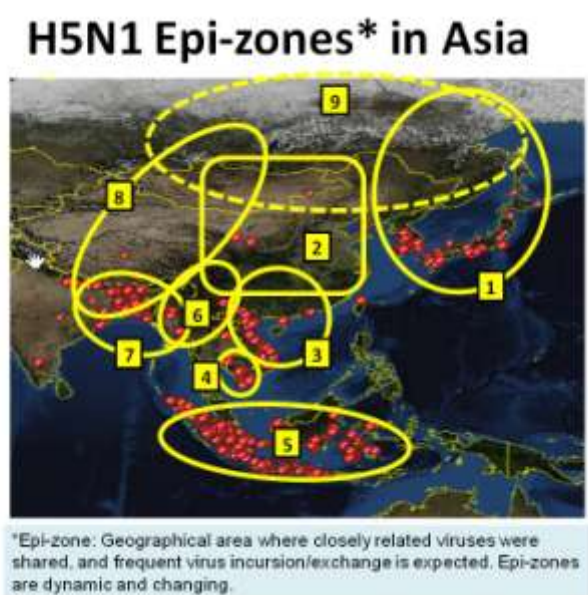 H5N1 Epi-zones* in Asia
9
8
2
1
6
7
3
4
5
*Epi-zone: Geographical area where closely related viruses were
shared, and frequent virus incursion/exchange is expected. Epi-zones
are dynamic and changing.